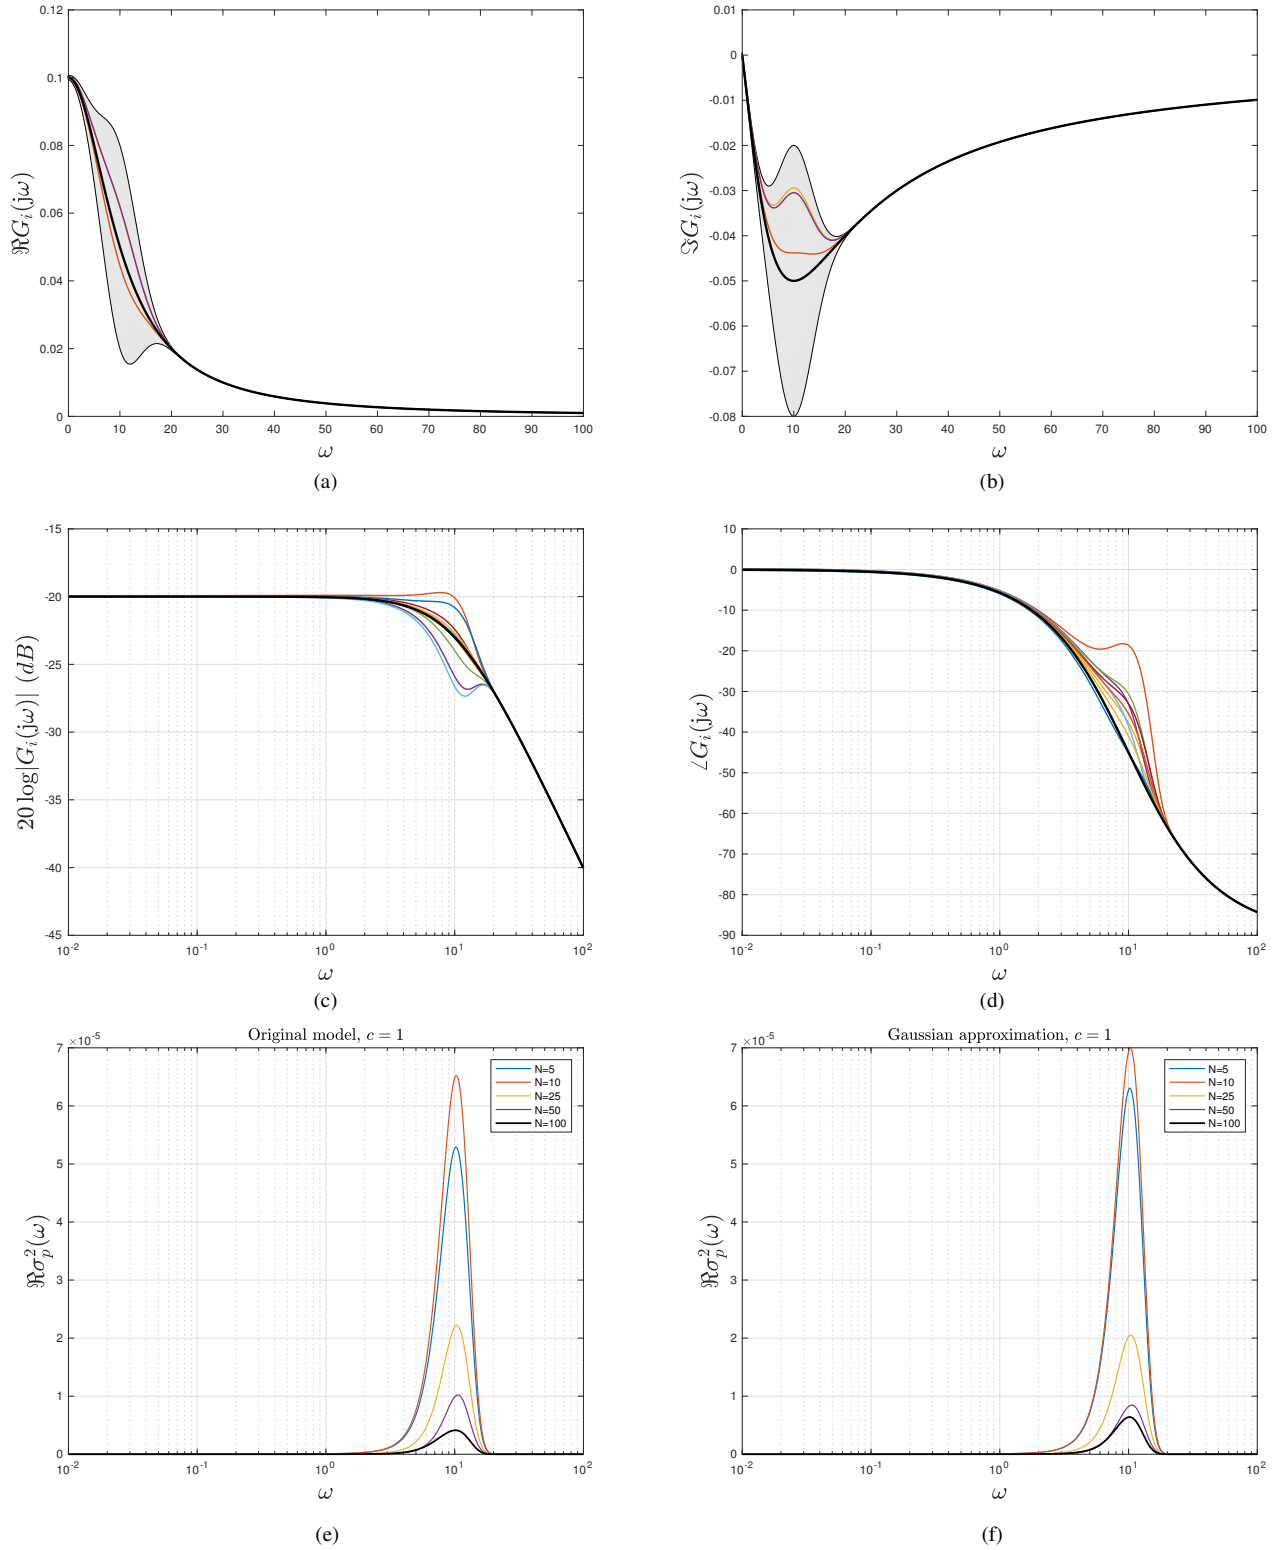 0.12
0.1
0.08
0.06
0.04
0.02
0
ℜG_i(jω)
0 10 20 30 40 50 60 70 80 90 100
ω
(a)
0.01
0
-0.01
-0.02
-0.03
-0.04
-0.05
-0.06
-0.07
-0.08
ℑG_i(jω)
0 10 20 30 40 50 60 70 80 90 100
ω
(b)
-15
-20
-25
-30
-35
-40
-45
20 log|G_i(jω)| (dB)
10^-2 10^-1 10^0 10^1 10^2
ω
(c)
10
0
-10
-20
-30
-40
-50
-60
-70
-80
-90
∠G_i(jω)
10^-2 10^-1 10^0 10^1 10^2
ω
(d)
Original model, c = 1
×10^-5
7
6
5
4
3
2
1
0
ℜσ_p^2(ω)
N=5
N=10
N=25
N=50
N=100
10^-2 10^-1 10^0 10^1 10^2
ω
(e)
Gaussian approximation, c = 1
×10^-5
7
6
5
4
3
2
1
0
ℜσ_p^2(ω)
N=5
N=10
N=25
N=50
N=100
10^-2 10^-1 10^0 10^1 10^2
ω
(f)